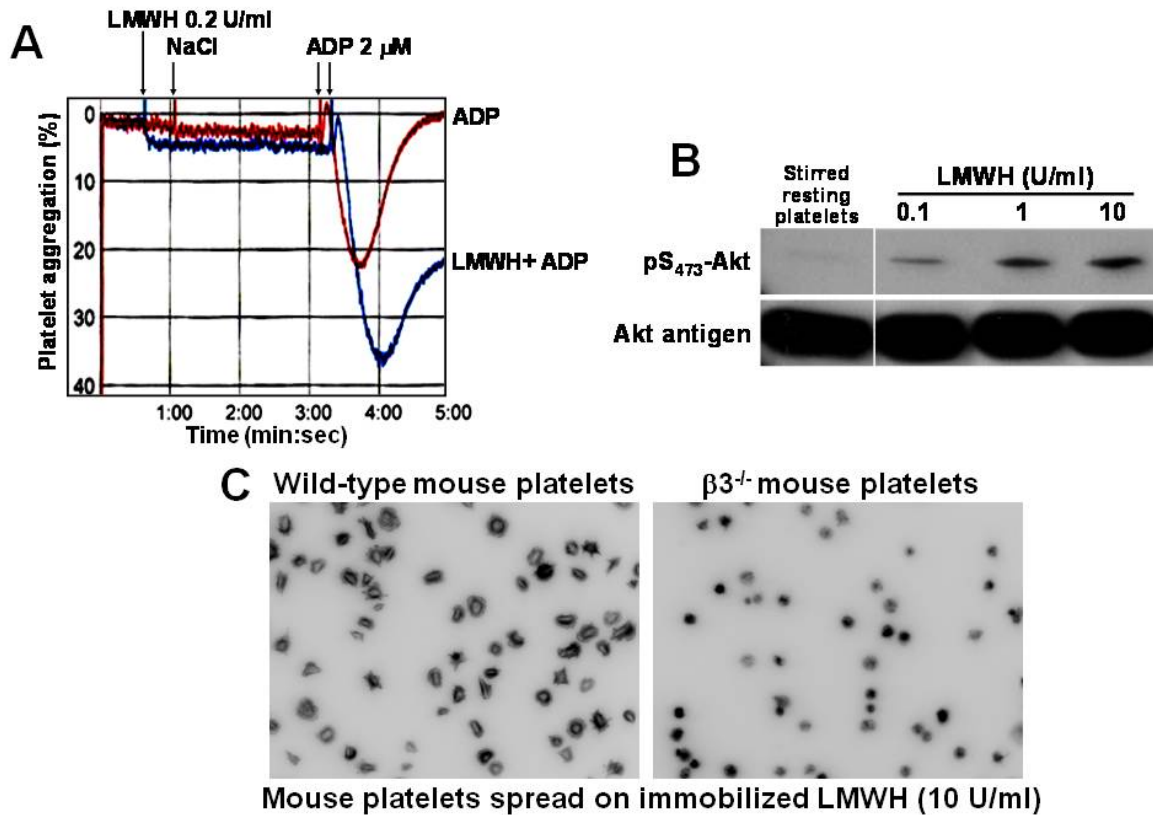 A
LMWH 0.2 U/ml
NaCl
ADP 2 μM
Platelet aggregation (%)
0
10
20
30
40
ADP
LMWH+ ADP
1:00 2:00 3:00 4:00 5:00
Time (min:sec)
B
Stirred
resting
platelets
LMWH (U/ml)
0.1 1 10
pS473-Akt
Akt antigen
C
Wild-type mouse platelets
β3-/- mouse platelets
Mouse platelets spread on immobilized LMWH (10 U/ml)